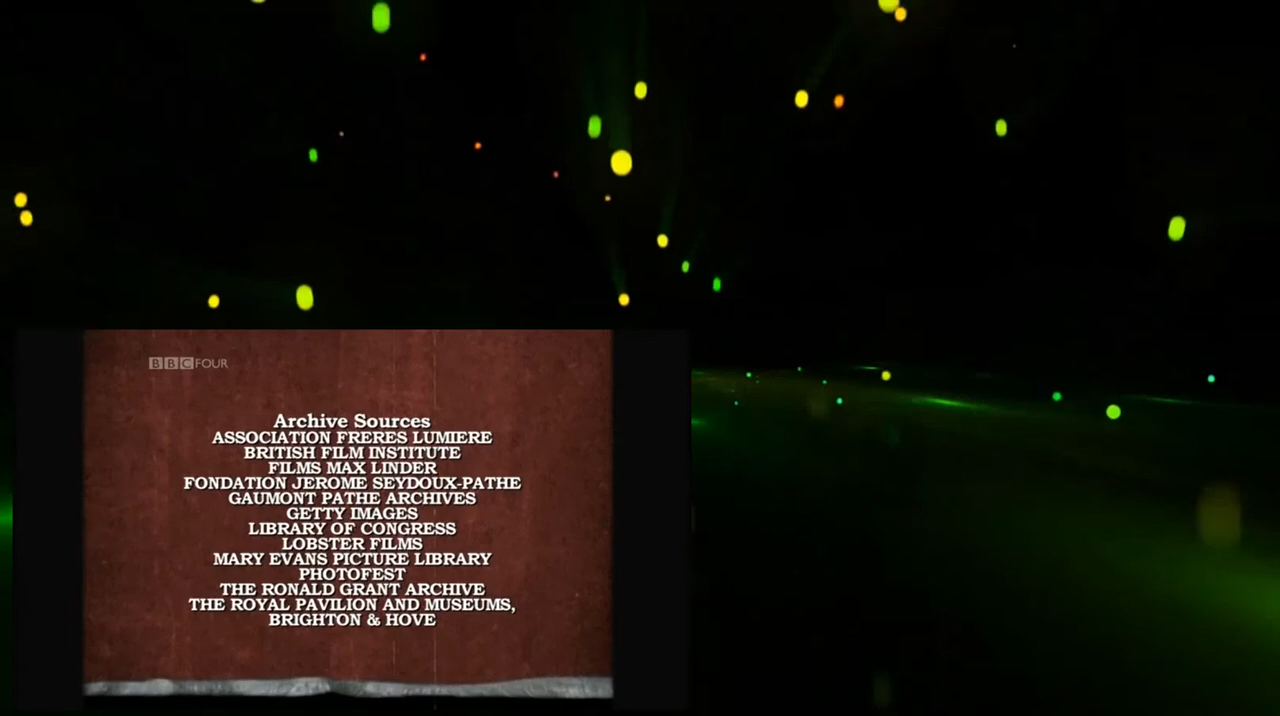 BBC FOUR
Archive Sources
ASSOCIATION FRERES LUMIERE
BRITISH FILM INSTITUTE
FILMS MAX LINDER
FONDATION JEROME SEYDOUX-PATHE
GAUMONT PATHE ARCHIVES
GETTY IMAGES
LIBRARY OF CONGRESS
LOBSTER FILMS
MARY EVANS PICTURE LIBRARY
PHOTOFEST
THE RONALD GRANT ARCHIVE
THE ROYAL PAVILION AND MUSEUMS,
BRIGHTON & HOVE